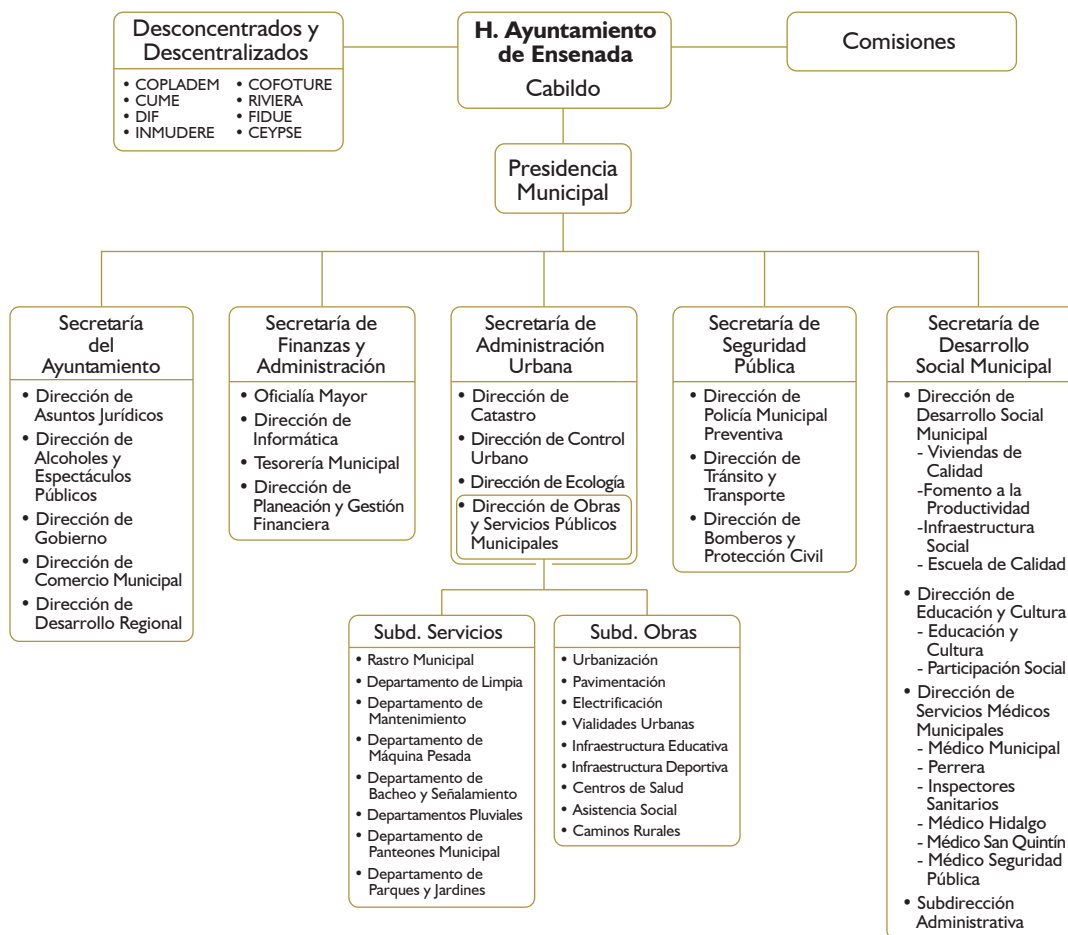 Desconcentrados y
Descentralizados
• COPLADEM
• CUME
• DIF
• INMUDERE
• COFOTURE
• RIVIERA
• FIDUE
• CEYPSE
H. Ayuntamiento
de Ensenada
Cabildo
Comisiones
Presidencia
Municipal
Secretaría
del
Ayuntamiento
• Dirección de
Asuntos Jurídicos
• Dirección de
Alcoholes y
Espectáculos
Públicos
• Dirección de
Gobierno
• Dirección de
Comercio Municipal
• Dirección de
Desarrollo Regional
Secretaría de
Finanzas y
Administración
• Oficialía Mayor
• Dirección de
Informática
• Tesorería Municipal
• Dirección de
Planeación y Gestión
Financiera
Secretaría de
Administración
Urbana
• Dirección de
Catastro
• Dirección de Control
Urbano
• Dirección de Ecología
• Dirección de Obras
y Servicios Públicos
Municipales
Secretaría de
Seguridad
Pública
• Dirección de
Policía Municipal
Preventiva
• Dirección de
Tránsito y
Transporte
• Dirección de
Bomberos y
Protección Civil
Secretaría de
Desarrollo
Social Municipal
• Dirección de
Desarrollo Social
Municipal
- Viviendas de
Calidad
-Fomento a la
Productividad
-Infraestructura
Social
- Escuela de Calidad
• Dirección de
Educación y Cultura
- Educación y
Cultura
- Participación Social
• Dirección de
Servicios Médicos
Municipales
- Médico Municipal
- Perrera
- Inspectores
Sanitarios
- Médico Hidalgo
- Médico San Quintín
- Médico Seguridad
Pública
• Subdirección
Administrativa
Subd. Servicios
• Rastro Municipal
• Departamento de Limpia
• Departamento de
Mantenimiento
• Departamento de
Máquina Pesada
• Departamento de
Bacheo y Señalamiento
• Departamentos Pluviales
• Departamento de
Panteones Municipal
• Departamento de
Parques y Jardines
Subd. Obras
• Urbanización
• Pavimentación
• Electrificación
• Vialidades Urbanas
• Infraestructura Educativa
• Infraestructura Deportiva
• Centros de Salud
• Asistencia Social
• Caminos Rurales